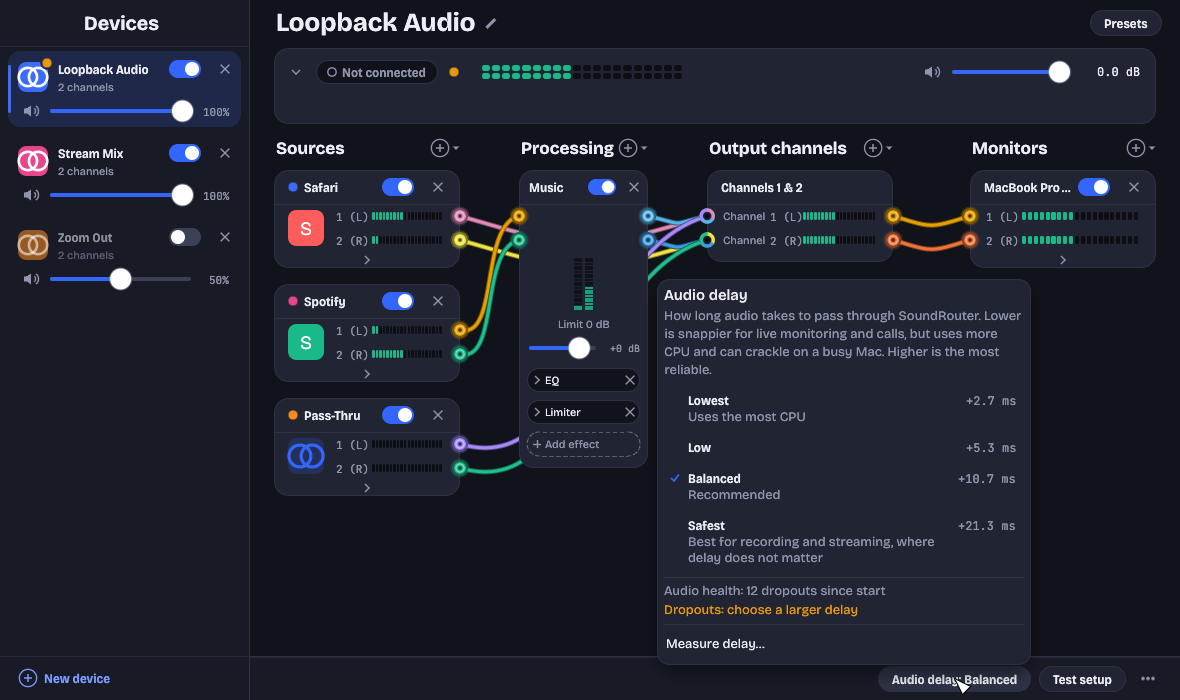 Devices
Loopback Audio
2 channels
100%
Stream Mix
2 channels
100%
Zoom Out
2 channels
50%
New device
Loopback Audio
Presets
Not connected
0.0 dB
Sources
Processing
Output channels
Monitors
Safari
S
1 (L)
2 (R)
Spotify
S
1 (L)
2 (R)
Pass-Thru
1 (L)
2 (R)
Music
Limit 0 dB
+0 dB
EQ
Limiter
+ Add effect
Channels 1 & 2
Channel 1 (L)
Channel 2 (R)
MacBook Pro ...
1 (L)
2 (R)
Audio delay
How long audio takes to pass through SoundRouter. Lower
is snappier for live monitoring and calls, but uses more
CPU and can crackle on a busy Mac. Higher is the most
reliable.
Lowest +2.7 ms
Uses the most CPU
Low +5.3 ms
Balanced +10.7 ms
Recommended
Safest +21.3 ms
Best for recording and streaming, where
delay does not matter
Audio health: 12 dropouts since start
Dropouts: choose a larger delay
Measure delay...
Audio delay Balanced
Test setup